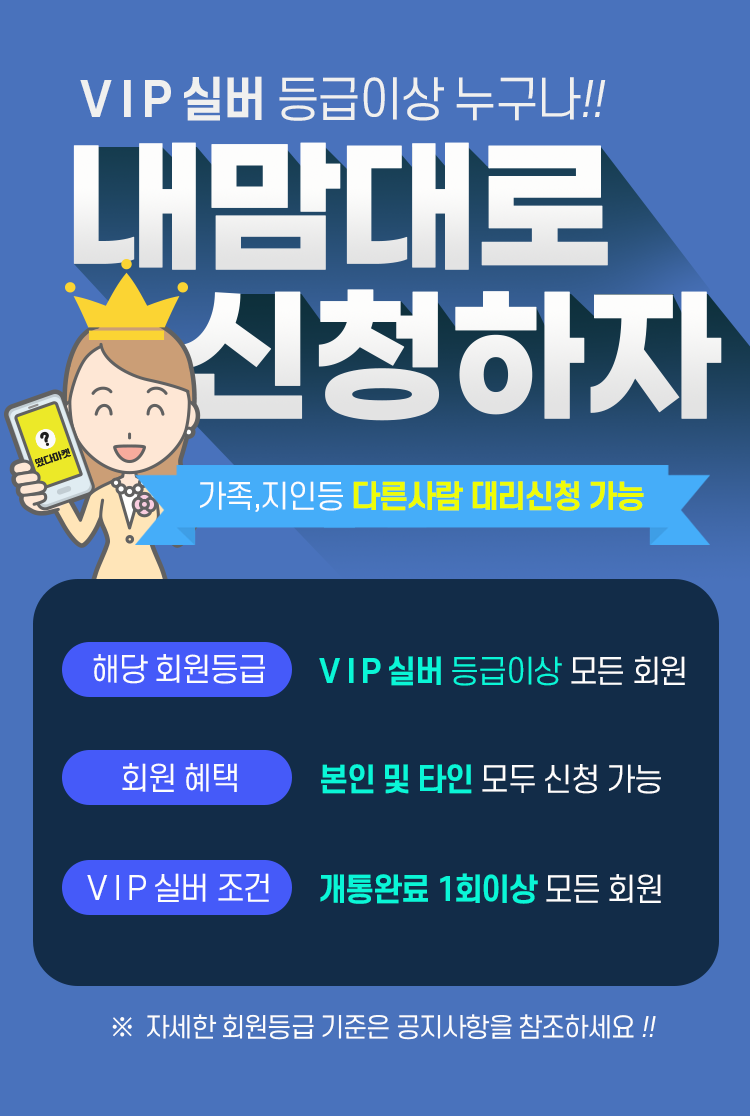 VIP 실버 등급이상 누구나!!
내맘대로
신청하자
?
떴다마켓
가족,지인등 다른사람 대리신청 가능
해당 회원등급 VIP 실버 등급이상 모든 회원
회원 혜택 본인 및 타인 모두 신청 가능
VIP 실버 조건 개통완료 1회이상 모든 회원
※ 자세한 회원등급 기준은 공지사항을 참조하세요 !!